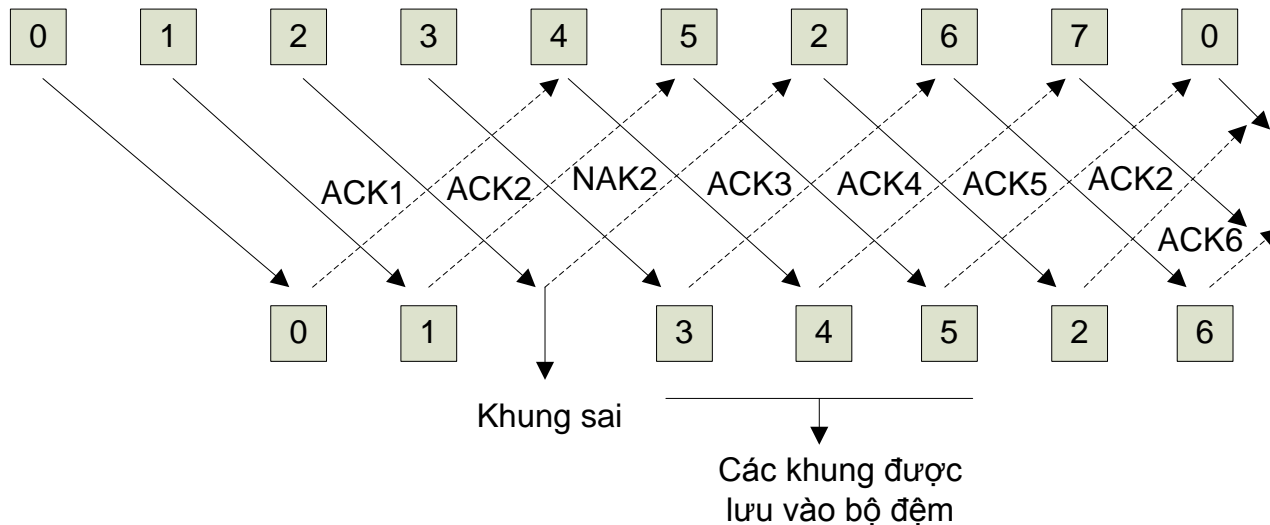 0 1 2 3 4 5 2 6 7 0
ACK1 ACK2 NAK2 ACK3 ACK4 ACK5 ACK2
ACK6
0 1 3 4 5 2 6
Khung sai
Các khung được
lưu vào bộ đệm